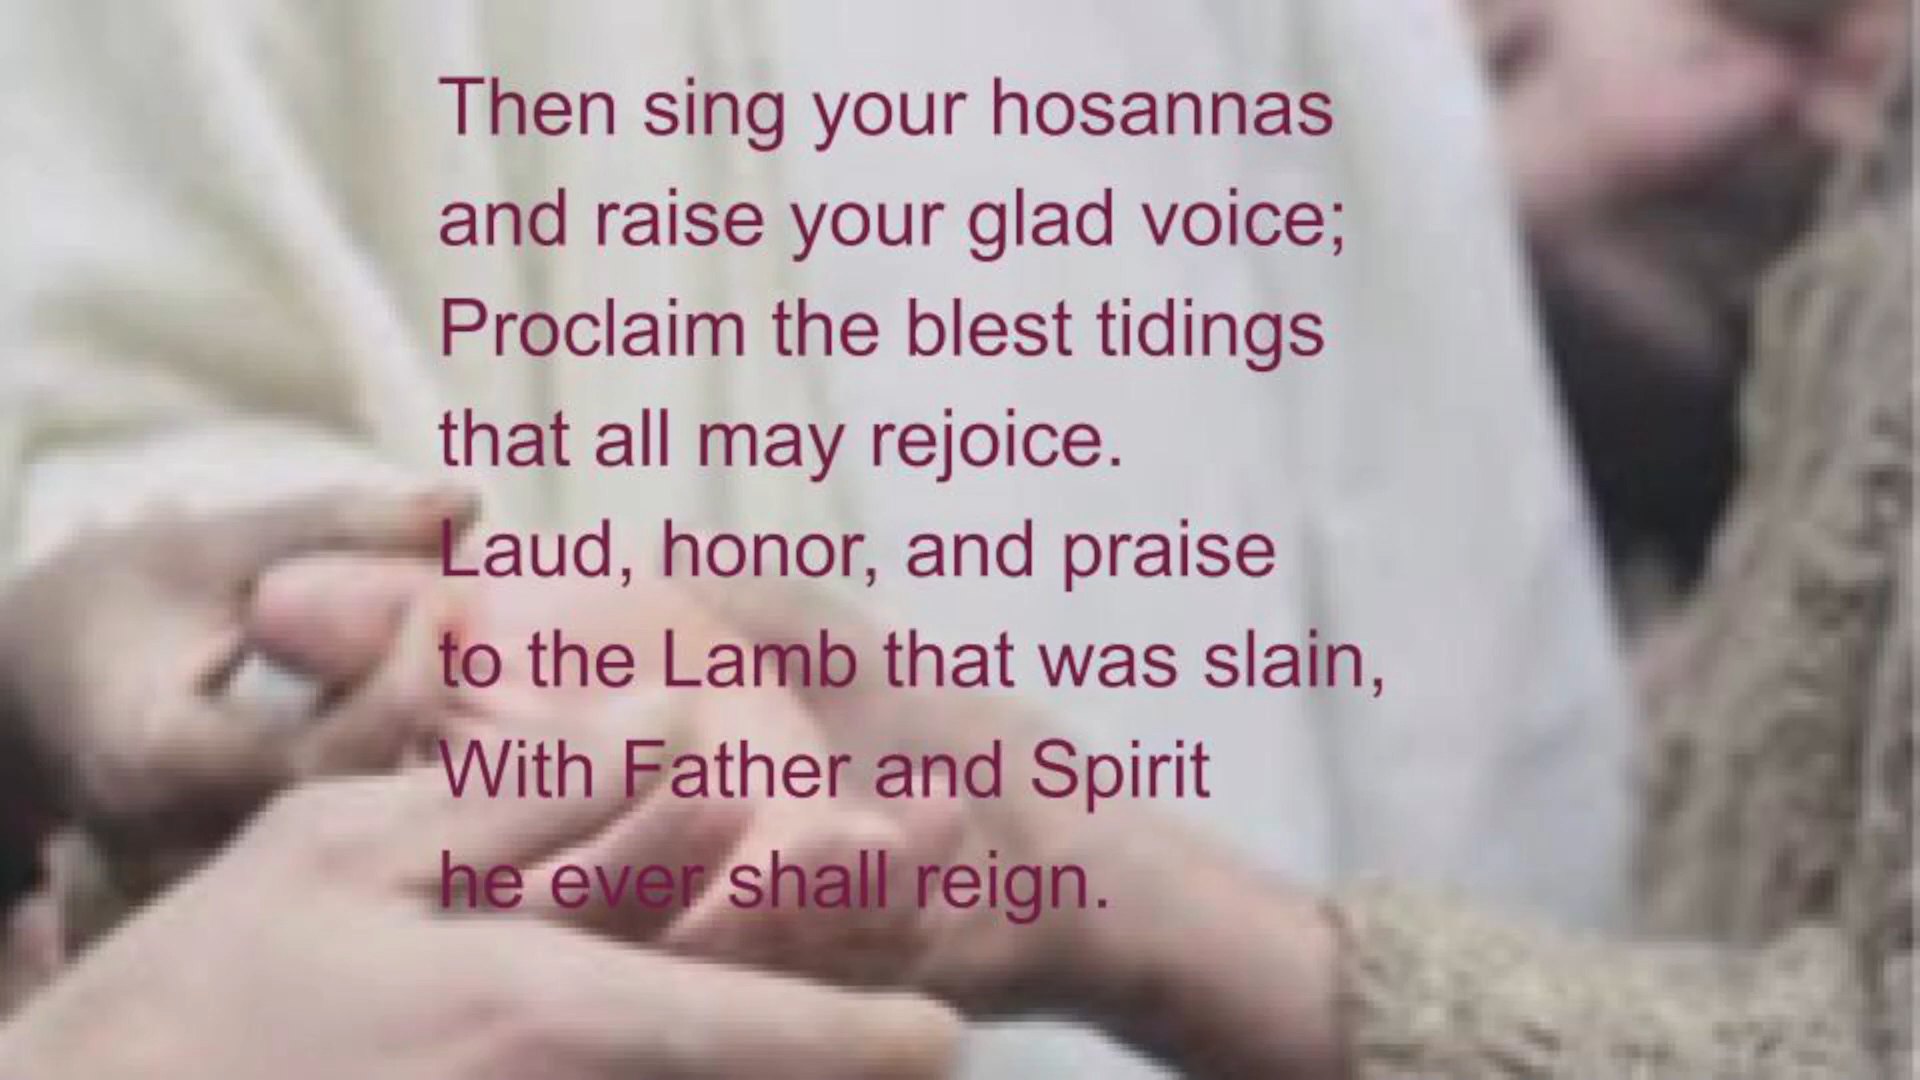 Then sing your hosannas
and raise your glad voice;
Proclaim the blest tidings
that all may rejoice.
Laud, honor, and praise
to the Lamb that was slain,
With Father and Spirit
he ever shall reign.